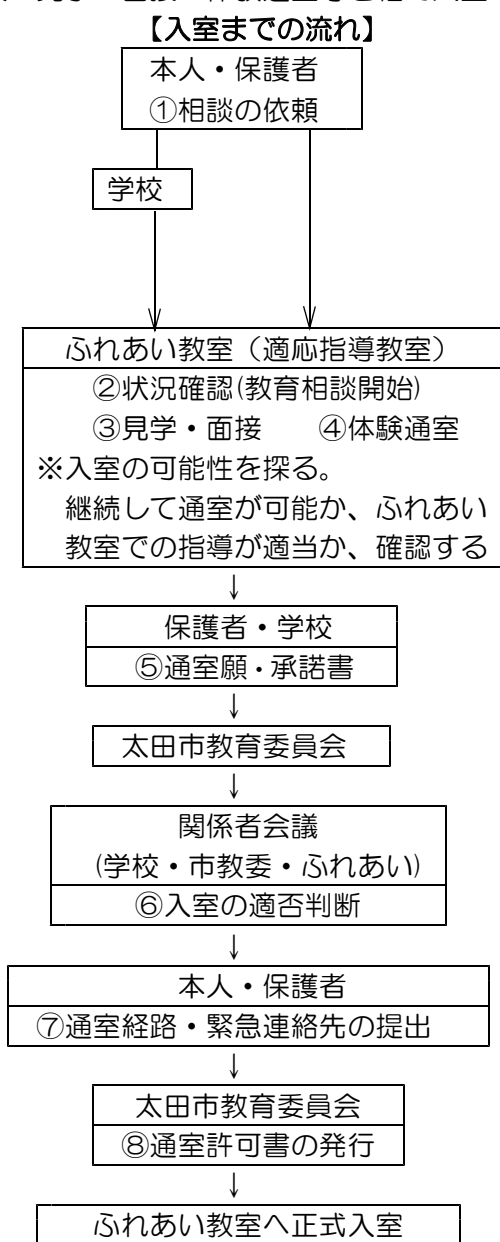 【入室までの流れ】
本人・保護者
①相談の依頼
学校
ふれあい教室（適応指導教室）
②状況確認(教育相談開始)
③見学・面接　④体験通室
※入室の可能性を探る。
継続して通室が可能か、ふれあい
教室での指導が適当か、確認する
↓
保護者・学校
⑤通室願・承諾書
↓
太田市教育委員会
↓
関係者会議
(学校・市教委・ふれあい)
⑥入室の適否判断
↓
本人・保護者
⑦通室経路・緊急連絡先の提出
↓
太田市教育委員会
⑧通室許可書の発行
↓
ふれあい教室へ正式入室